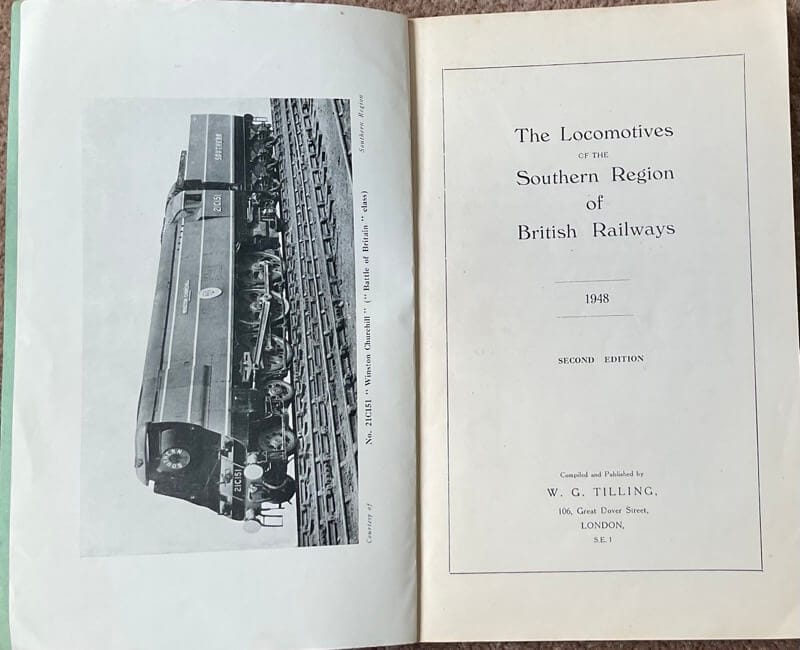 SOUTHERN
21C151
21C151
No. 21C151 " Winston Churchill " (" Battle of Britain " class)
Courtesy of
Southern Region
The Locomotives
OF THE
Southern Region
of
British Railways
1948
SECOND EDITION
Compiled and Published by
W. G. TILLING,
106, Great Dover Street,
LONDON,
S.E. 1